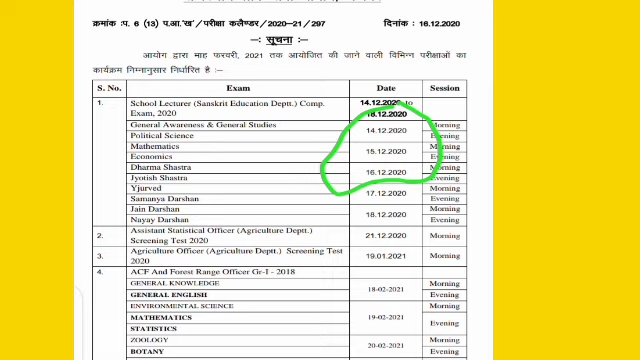 क्रमांकः प. 6 (13) प.आ.'ख'/परीक्षा कलैण्डर/2020-21/297 दिनांक : 16.12.2020
—: सूचना :—
आयोग द्वारा माह फरवरी, 2021 तक आयोजित की जाने वाली विभिन्न परीक्षाओं का
कार्यक्रम निम्नानुसार निर्धारित है :—
S. No. Exam Date Session
1. School Lecturer (Sanskrit Education Deptt.) Comp. 14.12.2020 to
Exam, 2020 18.12.2020
General Awareness & General Studies 14.12.2020 Morning
Political Science Evening
Mathematics 15.12.2020 Morning
Economics Evening
Dharma Shastra 16.12.2020 Morning
Jyotish Shastra Evening
Yjurved 17.12.2020 Morning
Samanya Darshan Evening
Jain Darshan 18.12.2020 Morning
Nayay Darshan Evening
2. Assistant Statistical Officer (Agriculture Deptt.) 21.12.2020 Morning
Screening Test 2020
3. Agriculture Officer (Agriculture Deptt.) Screening Test 19.01.2021 Morning
2020
4. ACF And Forest Range Officer Gr-I - 2018
GENERAL KNOWLEDGE 18-02-2021 Morning
GENERAL ENGLISH Evening
ENVIRONMENTAL SCIENCE 19-02-2021 Morning
MATHEMATICS Evening
STATISTICS
ZOOLOGY 20-02-2021 Morning
BOTANY Evening